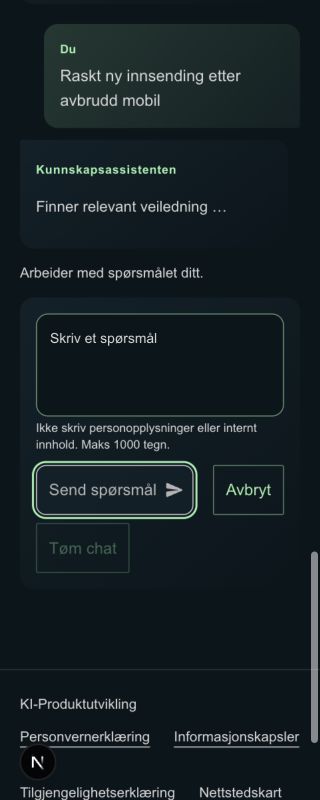 Du
Raskt ny innsending etter
avbrudd mobil
Kunnskapsassistenten
Finner relevant veiledning …
Arbeider med spørsmålet ditt.
Skriv et spørsmål
Ikke skriv personopplysninger eller internt
innhold. Maks 1000 tegn.
Send spørsmål
Avbryt
Tøm chat
KI-Produktutvikling
Personvernerklæring
Informasjonskapsler
N
Tilgjengelighetserklæring
Nettstedskart